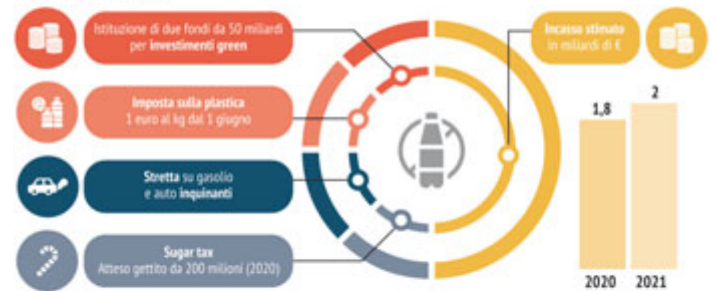 Istituzione di due fondi da 50 miliardi
per investimenti green
Imposta sulla plastica
1 euro al kg dal 1 giugno
Stretta su gasolio
e auto inquinanti
Sugar tax
Atteso gettito da 200 milioni (2020)
Incasso stimato
in miliardi di €
1,8
2
2020
2021